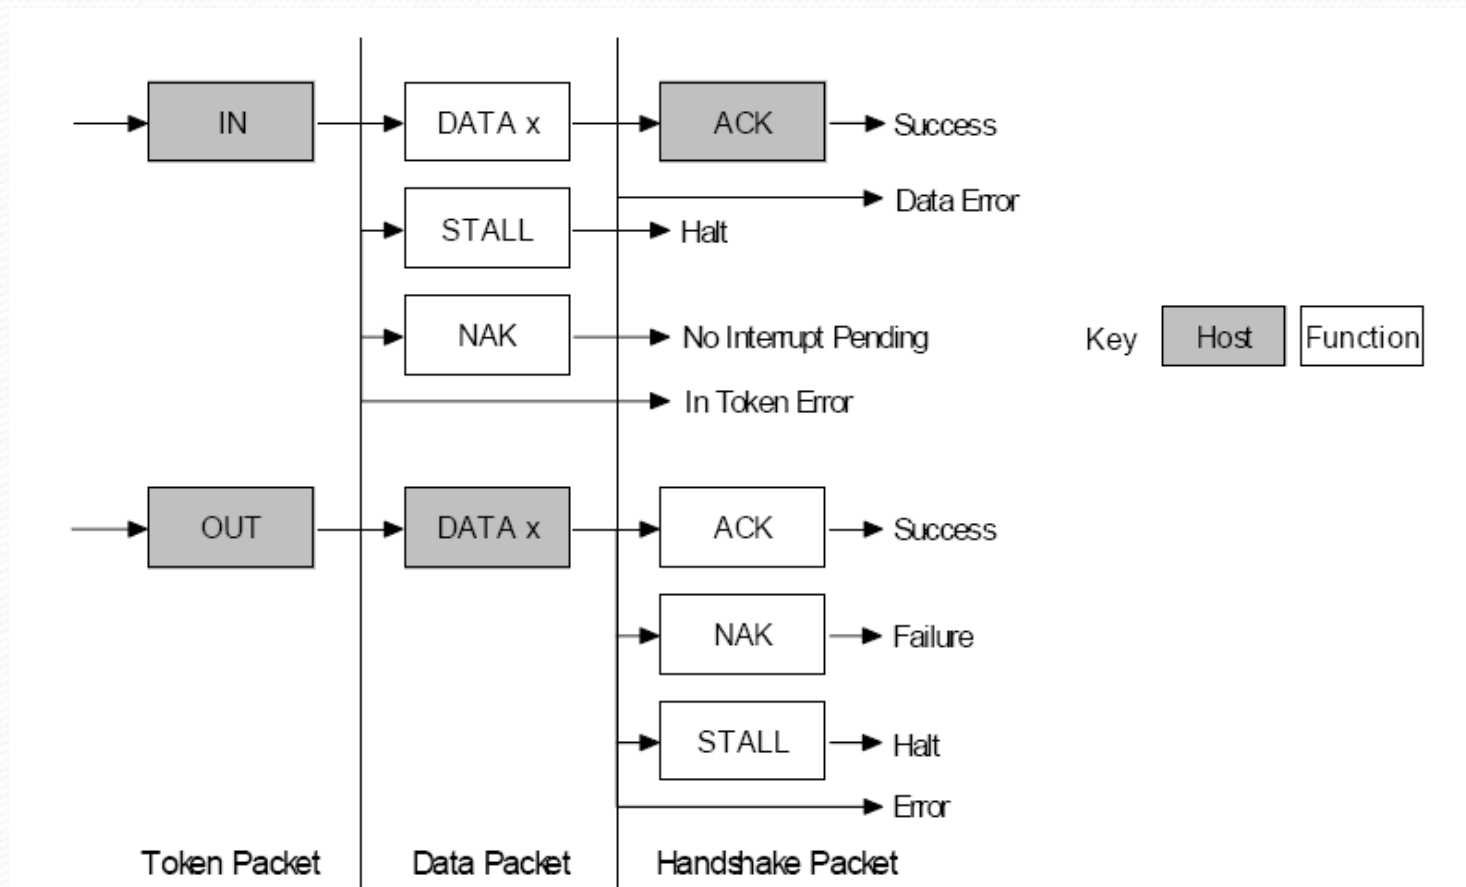 IN
DATA x
ACK
Success
Data Error
STALL
Halt
NAK
No Interrupt Pending
In Token Error
Key
Host
Function
OUT
DATA x
ACK
Success
NAK
Failure
STALL
Halt
Error
Token Packet
Data Packet
Handshake Packet